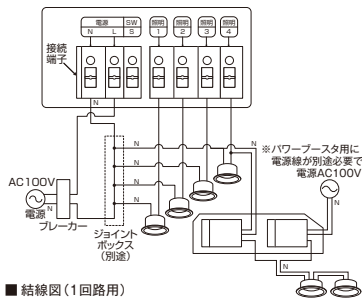 電源 SW 照明 照明 照明 照明
N L S 1 2 3 4
接続
端子
N L
N
N
N
N
N
N
※パワーブースタ用に
電源線が別途必要で
電源AC100V
N
AC100V
N
電源
ブレーカー
ジョイント
ボックス
(別途)
N
N
■ 結線図(1回路用)